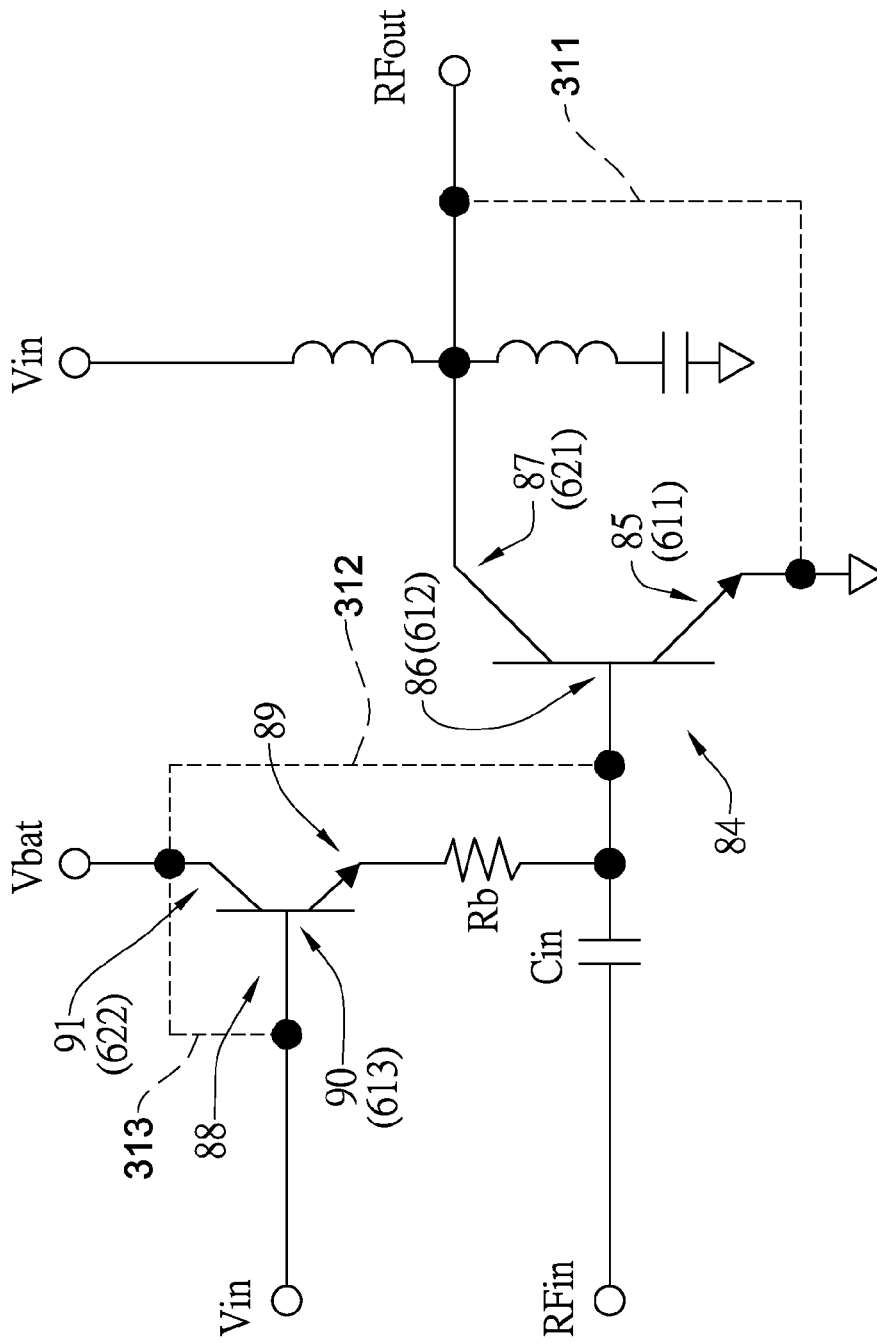 Vin
RFout
311
87
(621)
85
(611)
312
86(612)
Vbat
89
84
Rb
Cin
91
(622)
313
88
90
(613)
Vin
RFin